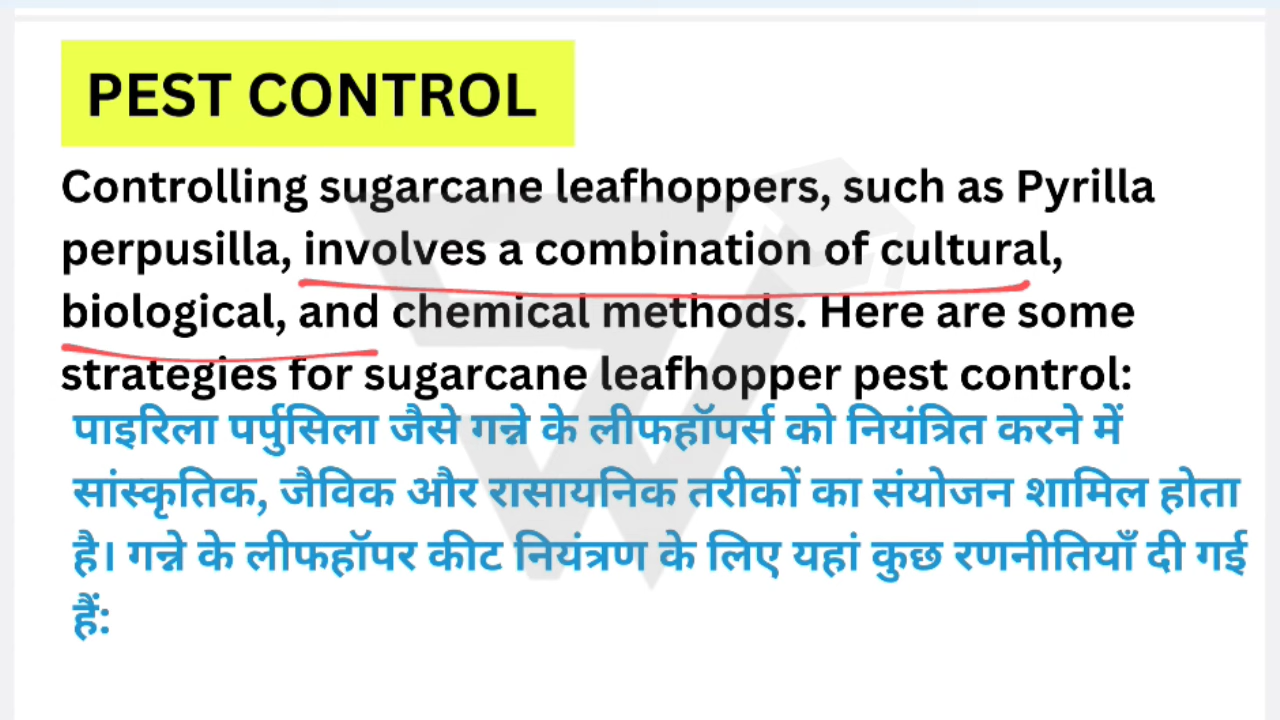 PEST CONTROL
Controlling sugarcane leafhoppers, such as Pyrilla
perpusilla, involves a combination of cultural,
biological, and chemical methods. Here are some
strategies for sugarcane leafhopper pest control:
पाइरिला पर्पुसिला जैसे गन्ने के लीफहॉपर्स को नियंत्रित करने में
सांस्कृतिक, जैविक और रासायनिक तरीकों का संयोजन शामिल होता
है। गन्ने के लीफहॉपर कीट नियंत्रण के लिए यहां कुछ रणनीतियाँ दी गई
हैं: